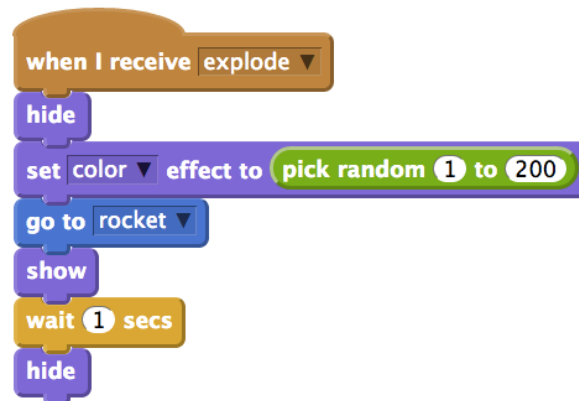 when I receive explode
hide
set color effect to pick random 1 to 200
go to rocket
show
wait 1 secs
hide